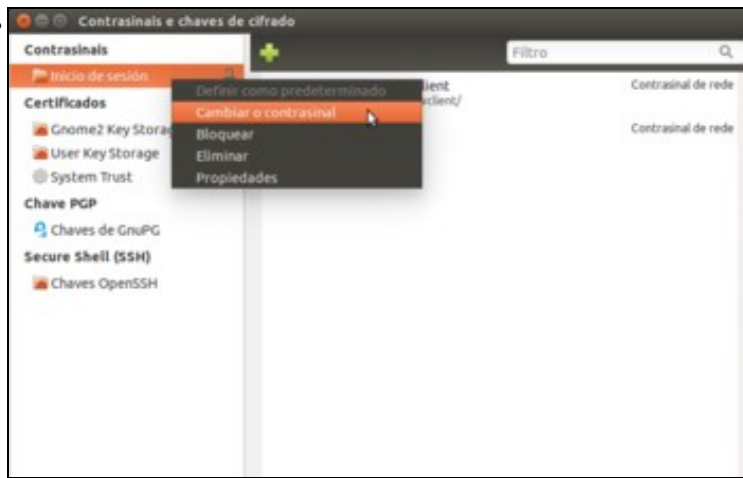 Contrasinais e chaves de cifrado
Contrasinais
Filtro
Inicio de sesión
Certificados
Gnome2 Key Storag
User Key Storage
System Trust
Chave PGP
Chaves de GnuPG
Secure Shell (SSH)
Chaves OpenSSH
Definir como predeterminado
Cambiar o contrasinal
Bloquear
Eliminar
Propiedades
lient
Contrasinal de rede
client/
Contrasinal de rede